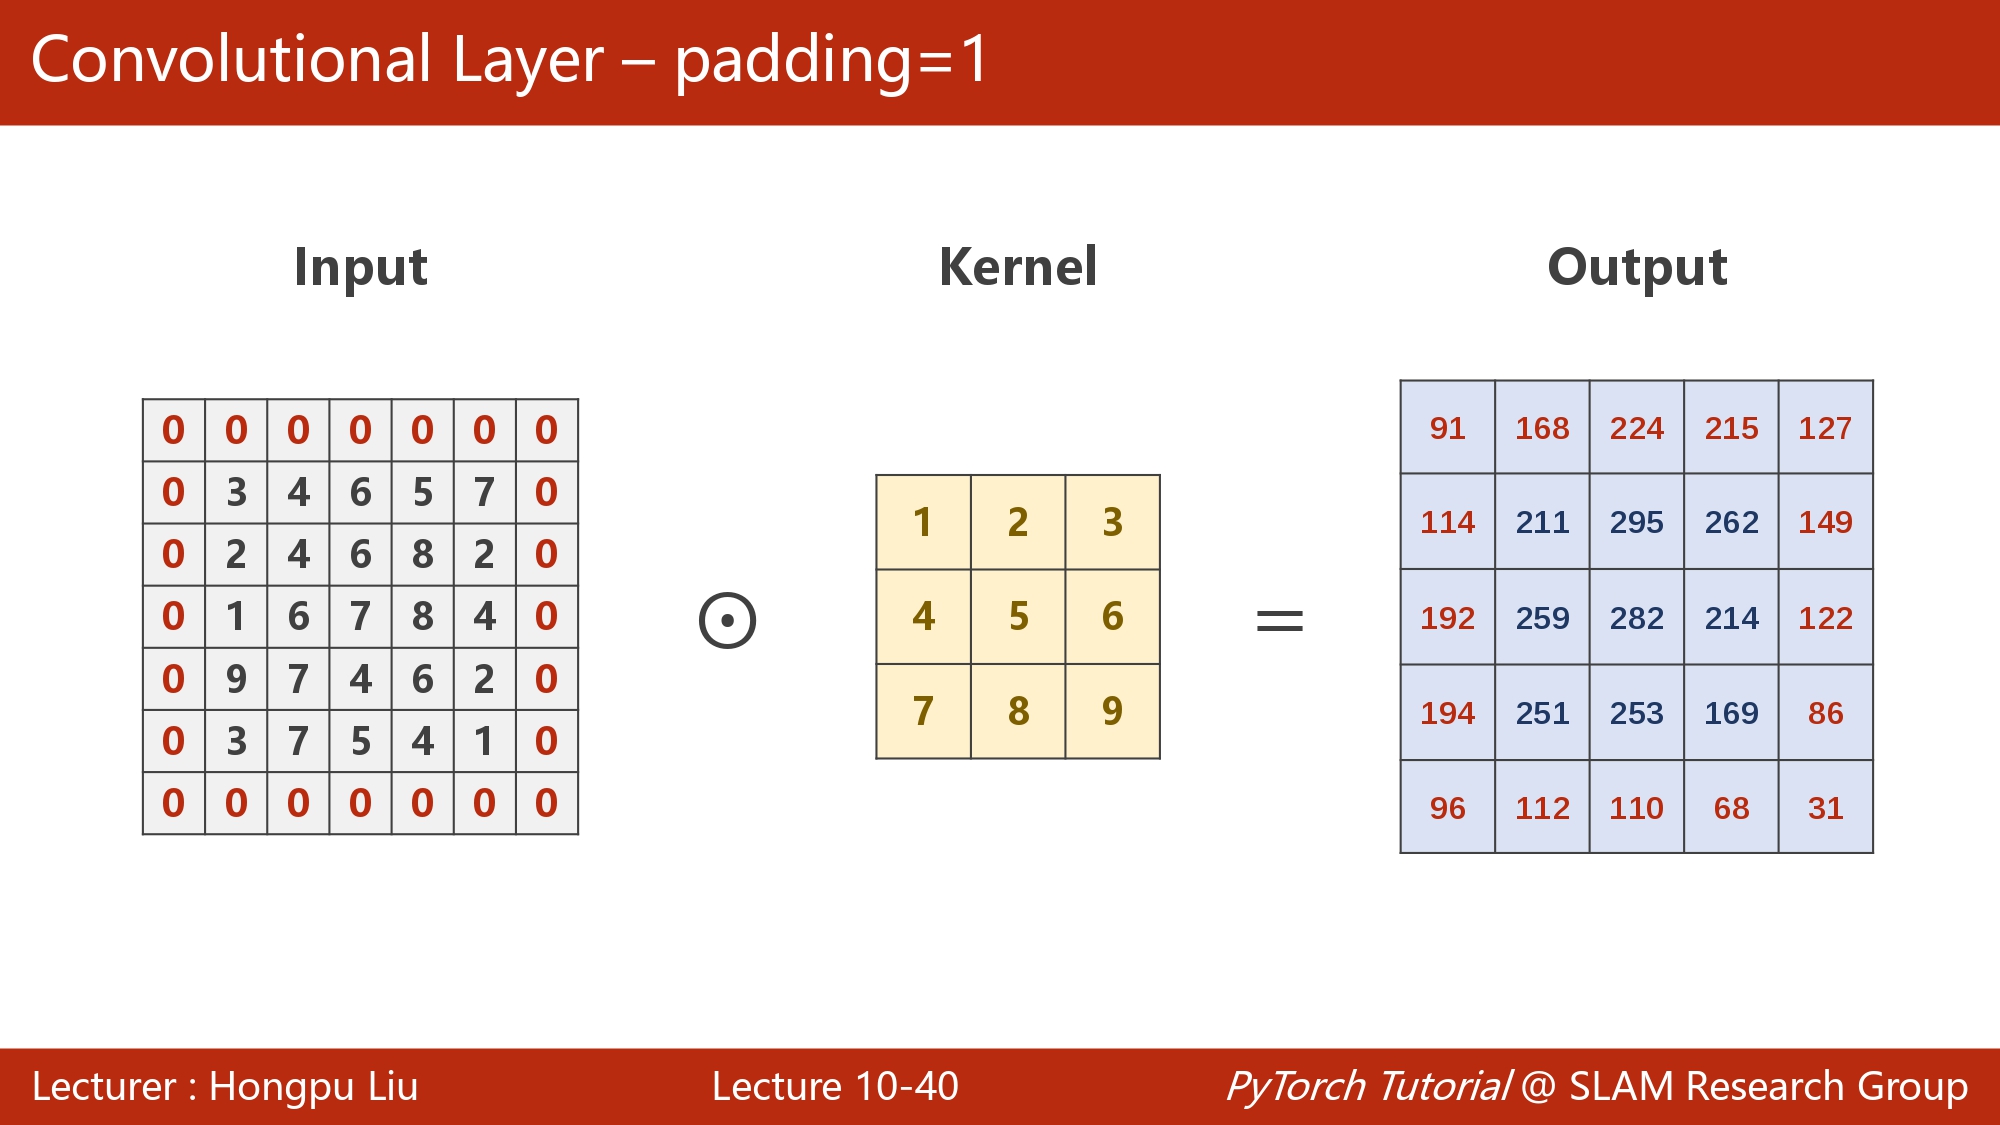 Convolutional Layer – padding=1
Input
Kernel
Output
0 0 0 0 0 0 0
0 3 4 6 5 7 0
0 2 4 6 8 2 0
0 1 6 7 8 4 0
0 9 7 4 6 2 0
0 3 7 5 4 1 0
0 0 0 0 0 0 0
⊙
1 2 3
4 5 6
7 8 9
=
91 168 224 215 127
114 211 295 262 149
192 259 282 214 122
194 251 253 169 86
96 112 110 68 31
Lecturer : Hongpu Liu
Lecture 10-40
PyTorch Tutorial @ SLAM Research Group